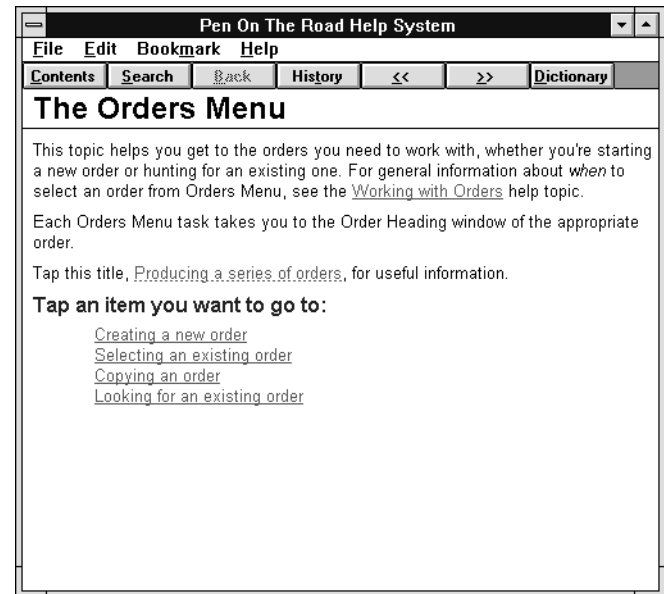 Pen On The Road Help System
File Edit Bookmark Help
Contents Search Back History << >> Dictionary
The Orders Menu
This topic helps you get to the orders you need to work with, whether you're starting
a new order or hunting for an existing one. For general information about when to
select an order from Orders Menu, see the Working with Orders help topic.
Each Orders Menu task takes you to the Order Heading window of the appropriate
order.
Tap this title, Producing a series of orders, for useful information.
Tap an item you want to go to:
Creating a new order
Selecting an existing order
Copying an order
Looking for an existing order